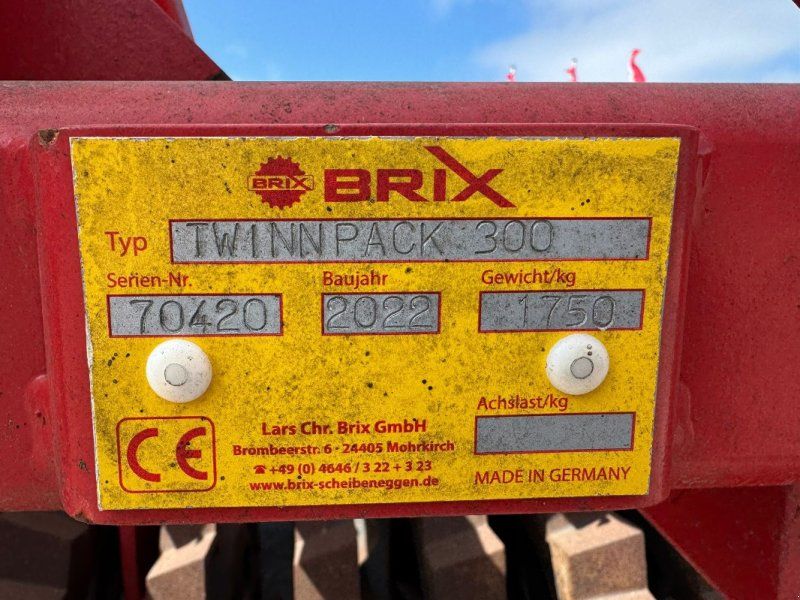 BRIX BRIX
Typ TWINNPACK 300
Serien-Nr. Baujahr Gewicht/kg
70420 2022 1750
Achslast/kg
CE
Lars Chr. Brix GmbH
Brombeerstr. 6 - 24405 Mohrkirch
☎ +49 (0) 4646 / 3 22 + 3 23
www.brix-scheibeneggen.de
MADE IN GERMANY